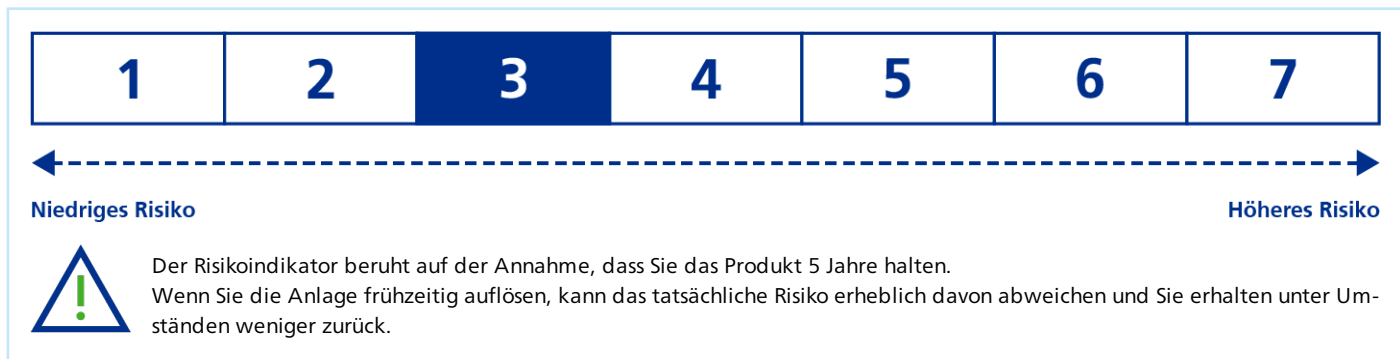 1 2 3 4 5 6 7
Niedriges Risiko Höheres Risiko
Der Risikoindikator beruht auf der Annahme, dass Sie das Produkt 5 Jahre halten.
Wenn Sie die Anlage frühzeitig auflösen, kann das tatsächliche Risiko erheblich davon abweichen und Sie erhalten unter Um-
ständen weniger zurück.